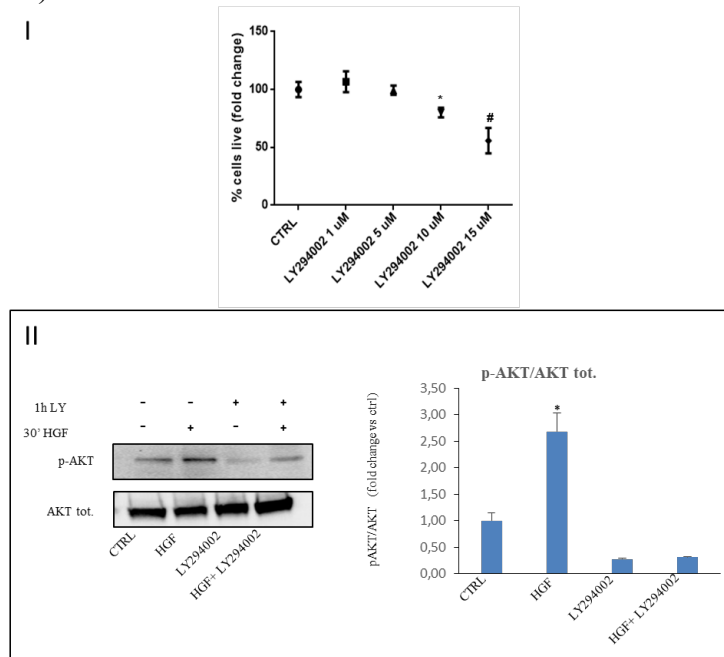 I
% cells live (fold change)
150
100
50
0
*
#
CTRL
LY294002 1 uM
LY294002 5 uM
LY294002 10 uM
LY294002 15 uM
II
1h LY - - + +
30' HGF - + - +
p-AKT
AKT tot.
CTRL
HGF
LY294002
HGF+ LY294002
p-AKT/AKT tot.
pAKT/AKT (fold change vs ctrl)
3,50
3,00
2,50
2,00
1,50
1,00
0,50
0,00
*
CTRL
HGF
LY294002
HGF+ LY294002